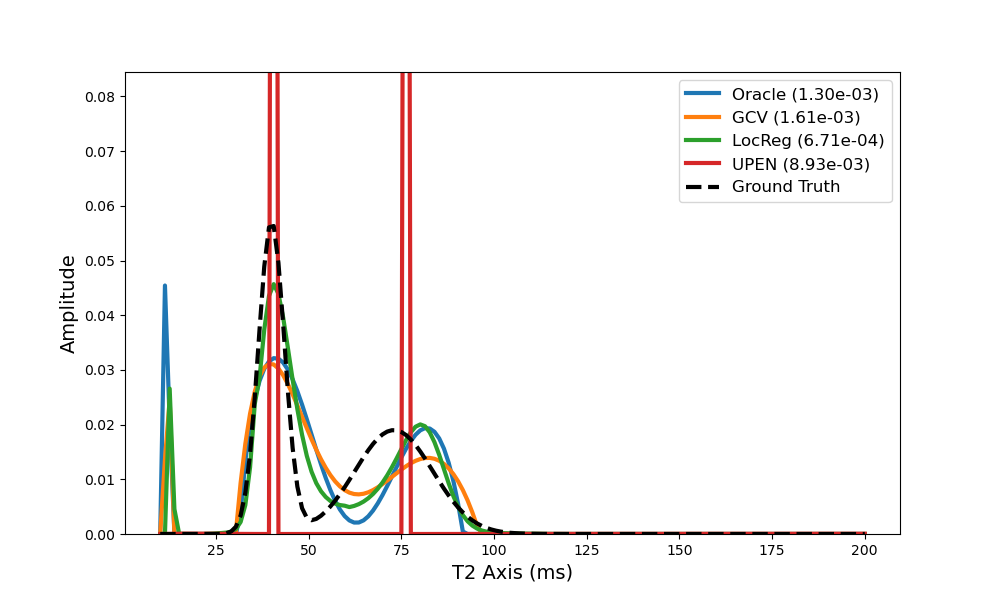 Oracle (1.30e-03)
GCV (1.61e-03)
LocReg (6.71e-04)
UPEN (8.93e-03)
Ground Truth
Amplitude
0.08
0.07
0.06
0.05
0.04
0.03
0.02
0.01
0.00
25 50 75 100 125 150 175 200
T2 Axis (ms)